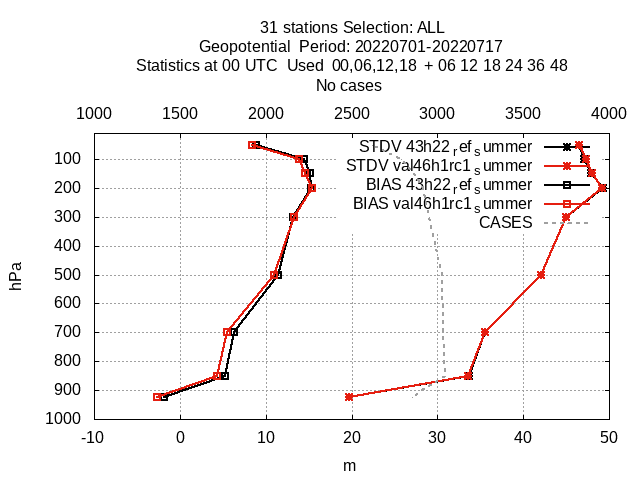 31 stations Selection: ALL
Geopotential  Period: 20220701-20220717
Statistics at 00 UTC  Used  00,06,12,18  + 06 12 18 24 36 48
No cases
1000 1500 2000 2500 3000 3500 4000
STDV 43h22_ref_summer
STDV val46h1rc1_summer
BIAS 43h22_ref_summer
BIAS val46h1rc1_summer
CASES
100
200
300
400
500
600
700
800
900
1000
hPa
-10 0 10 20 30 40 50
m